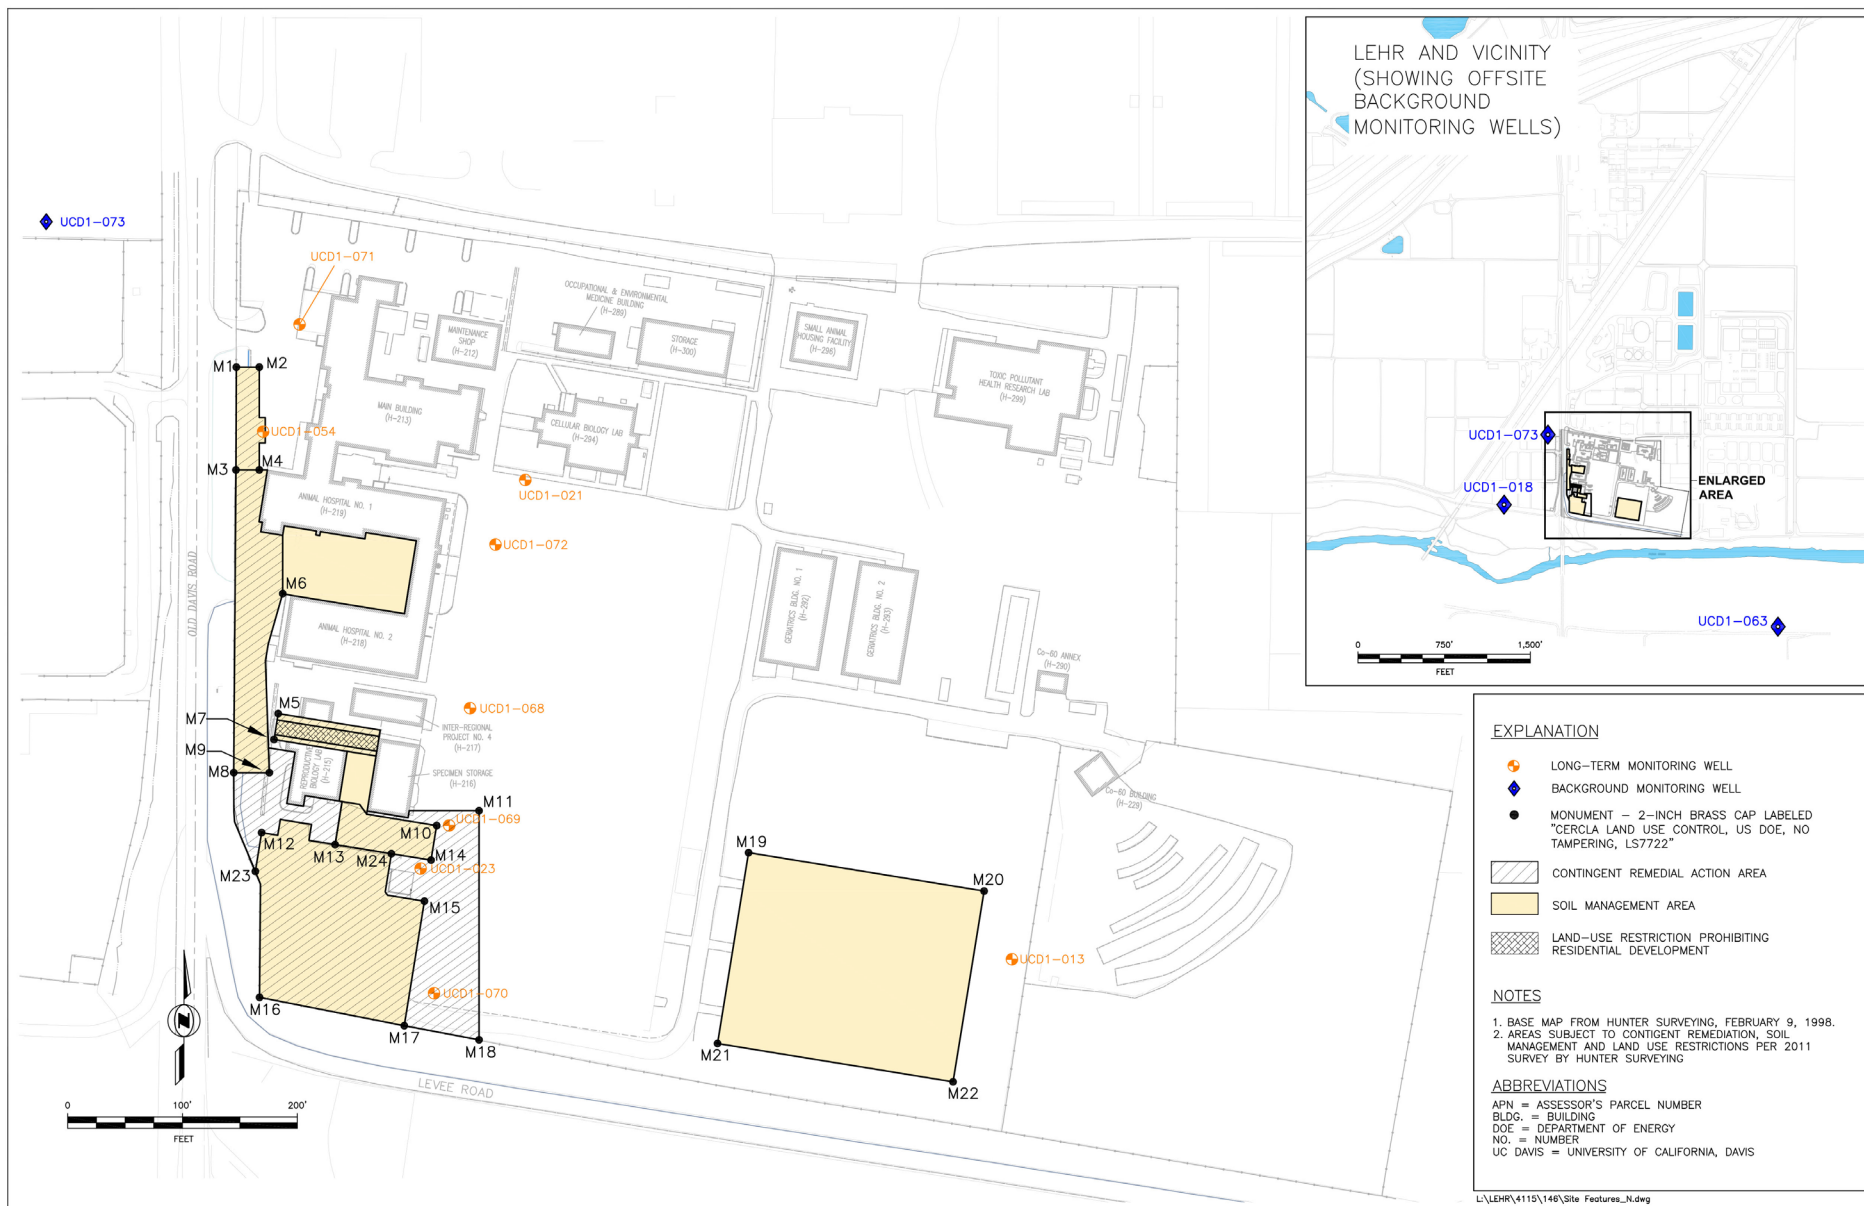 LEHR AND VICINITY
(SHOWING OFFSITE
BACKGROUND
MONITORING WELLS)
UCD1-073
UCD1-018
ENLARGED
AREA
UCD1-063
0 750' 1,500'
FEET
UCD1-073
UCD1-071
OCCUPATIONAL & ENVIRONMENTAL
MEDICINE BUILDING
(H-289)
MAINTENANCE
SHOP
(H-212)
STORAGE
(H-300)
SMALL ANIMAL
HOUSING FACILITY
(H-296)
TOXIC POLLUTANT
HEALTH RESEARCH LAB
(H-299)
M1
M2
MAIN BUILDING
(H-213)
CELLULAR BIOLOGY LAB
(H-294)
UCD1-054
M3
M4
UCD1-021
ANIMAL HOSPITAL NO. 1
(H-219)
UCD1-072
OLD DAVIS ROAD
M6
GERIATRICS BLDG. NO. 1
(H-292)
GERIATRICS BLDG. NO. 2
(H-293)
ANIMAL HOSPITAL NO. 2
(H-218)
Co-60 ANNEX
(H-290)
M5
UCD1-068
M7
INTER-REGIONAL
PROJECT NO. 4
(H-217)
M9
M8
REPRODUCTIVE
BIOLOGY LAB
(H-215)
SPECIMEN STORAGE
(H-216)
Co-60 BUILDING
(H-229)
M11
M10
UCD1-069
M12
M13
M24
M14
UCD1-023
M23
M15
M19
M20
UCD1-013
UCD1-070
M16
M17
M18
M21
M22
LEVEE ROAD
N
0 100' 200'
FEET
EXPLANATION
LONG-TERM MONITORING WELL
BACKGROUND MONITORING WELL
MONUMENT - 2-INCH BRASS CAP LABELED
"CERCLA LAND USE CONTROL, US DOE, NO
TAMPERING, LS7722"
CONTINGENT REMEDIAL ACTION AREA
SOIL MANAGEMENT AREA
LAND-USE RESTRICTION PROHIBITING
RESIDENTIAL DEVELOPMENT
NOTES
1. BASE MAP FROM HUNTER SURVEYING, FEBRUARY 9, 1998.
2. AREAS SUBJECT TO CONTIGENT REMEDIATION, SOIL
MANAGEMENT AND LAND USE RESTRICTIONS PER 2011
SURVEY BY HUNTER SURVEYING
ABBREVIATIONS
APN = ASSESSOR'S PARCEL NUMBER
BLDG. = BUILDING
DOE = DEPARTMENT OF ENERGY
NO. = NUMBER
UC DAVIS = UNIVERSITY OF CALIFORNIA, DAVIS
L:\LEHR\4115\146\Site Features_N.dwg